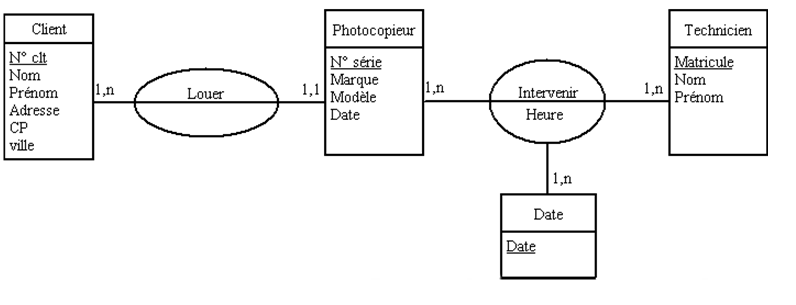 Client
N° clt
Nom
Prénom
Adresse
CP
ville
1,n
Louer
1,1
Photocopieur
N° série
Marque
Modèle
Date
1,n
Intervenir
Heure
1,n
Technicien
Matricule
Nom
Prénom
1,n
Date
Date